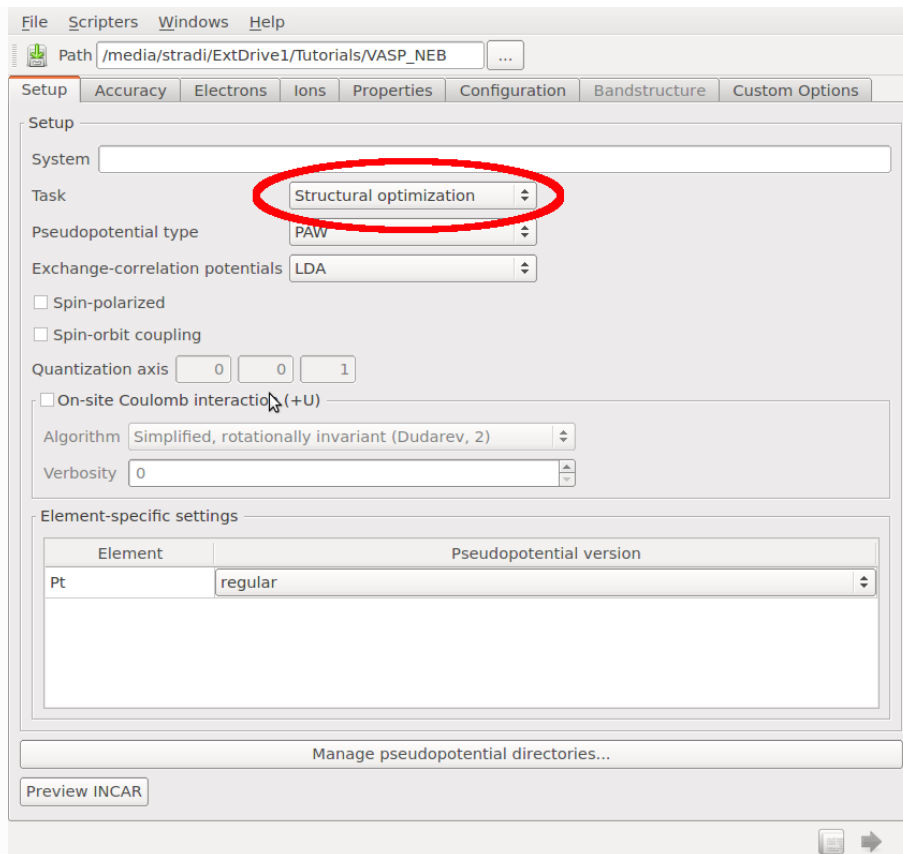 File Scripters Windows Help
Path /media/stradi/ExtDrive1/Tutorials/VASP_NEB ...
Setup Accuracy Electrons Ions Properties Configuration Bandstructure Custom Options
Setup
System
Task Structural optimization
Pseudopotential type PAW
Exchange-correlation potentials LDA
Spin-polarized
Spin-orbit coupling
Quantization axis 0 0 1
On-site Coulomb interaction (+U)
Algorithm Simplified, rotationally invariant (Dudarev, 2)
Verbosity 0
Element-specific settings
Element Pseudopotential version
Pt regular
Manage pseudopotential directories...
Preview INCAR